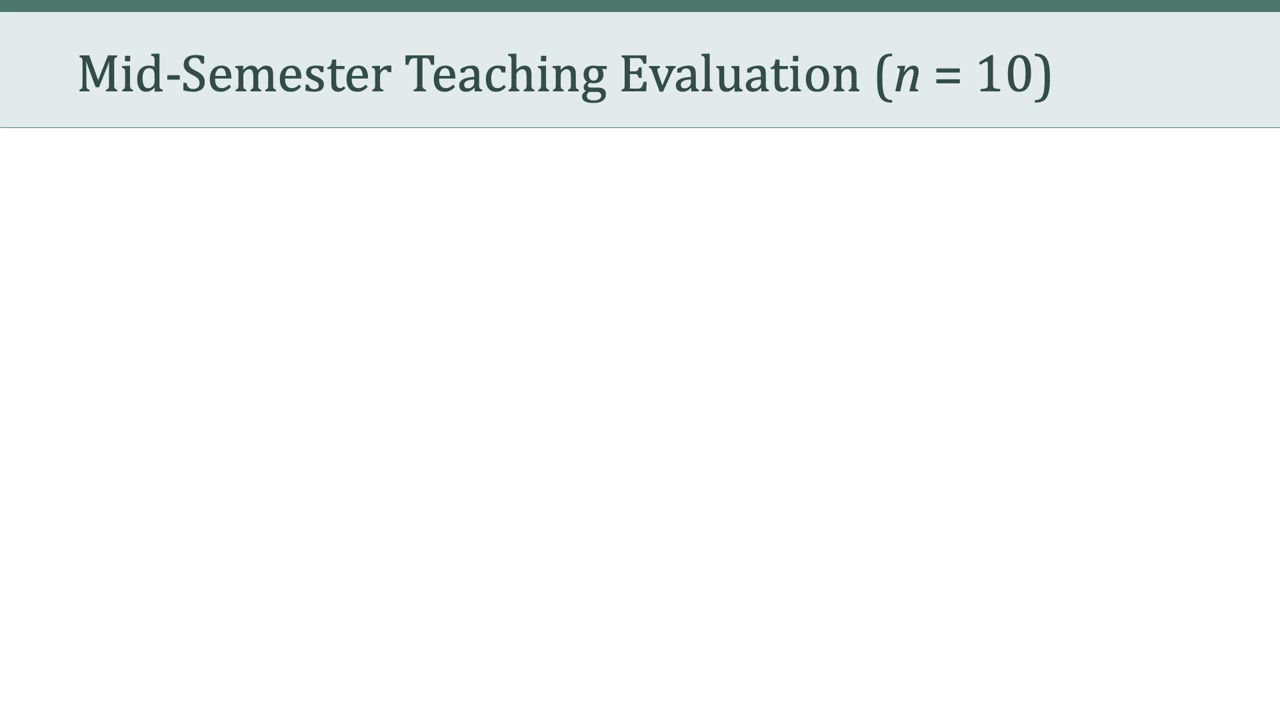 Mid-Semester Teaching Evaluation (n = 10)